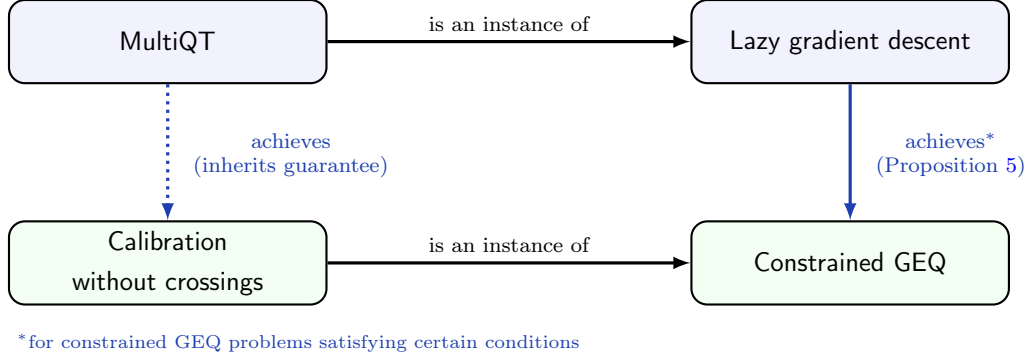 MultiQT
is an instance of
Lazy gradient descent
achieves
(inherits guarantee)
achieves*
(Proposition 5)
Calibration
without crossings
is an instance of
Constrained GEQ
*for constrained GEQ problems satisfying certain conditions